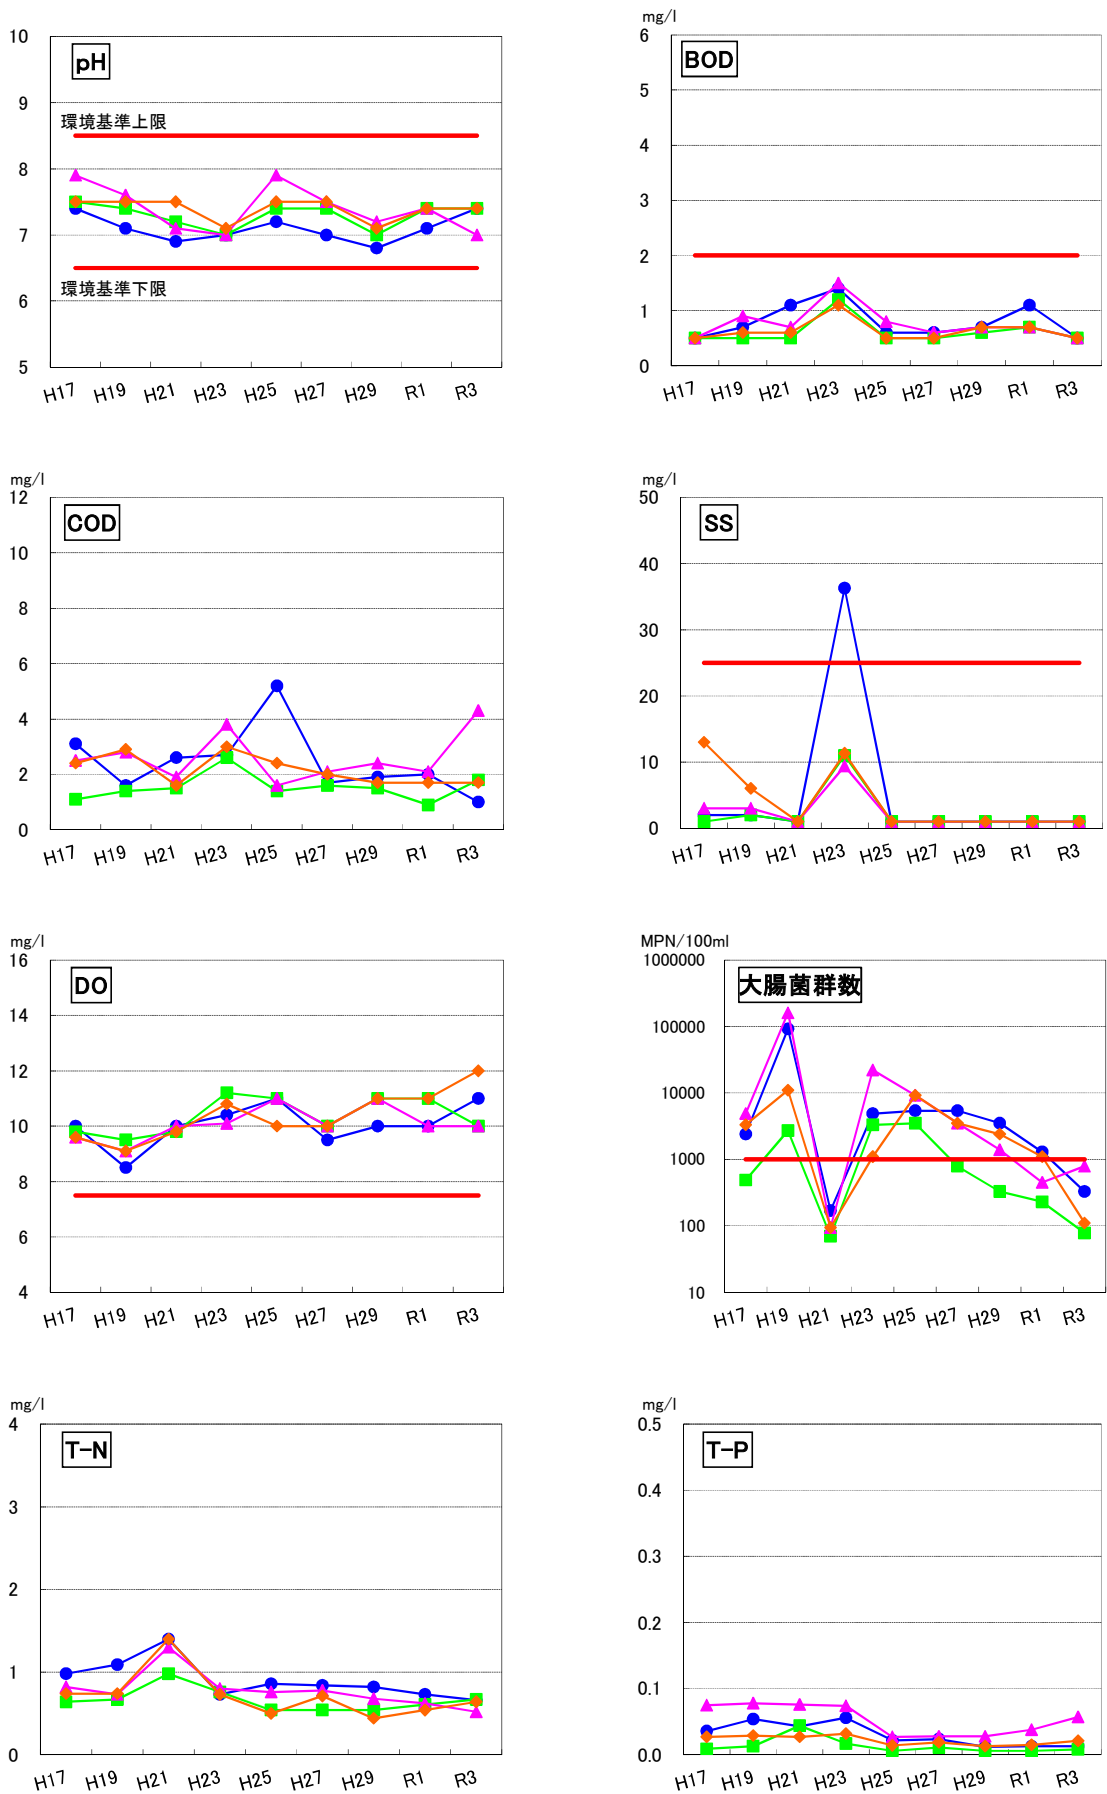 pH
10
9
8
7
6
5
環境基準上限
環境基準下限
H17 H19 H21 H23 H25 H27 H29 R1 R3
mg/l
BOD
6
5
4
3
2
1
0
H17 H19 H21 H23 H25 H27 H29 R1 R3
mg/l
COD
12
10
8
6
4
2
0
H17 H19 H21 H23 H25 H27 H29 R1 R3
mg/l
SS
50
40
30
20
10
0
H17 H19 H21 H23 H25 H27 H29 R1 R3
mg/l
DO
16
14
12
10
8
6
4
H17 H19 H21 H23 H25 H27 H29 R1 R3
MPN/100ml
大腸菌群数
1000000
100000
10000
1000
100
10
H17 H19 H21 H23 H25 H27 H29 R1 R3
mg/l
T-N
4
3
2
1
0
H17 H19 H21 H23 H25 H27 H29 R1 R3
mg/l
T-P
0.5
0.4
0.3
0.2
0.1
0.0
H17 H19 H21 H23 H25 H27 H29 R1 R3